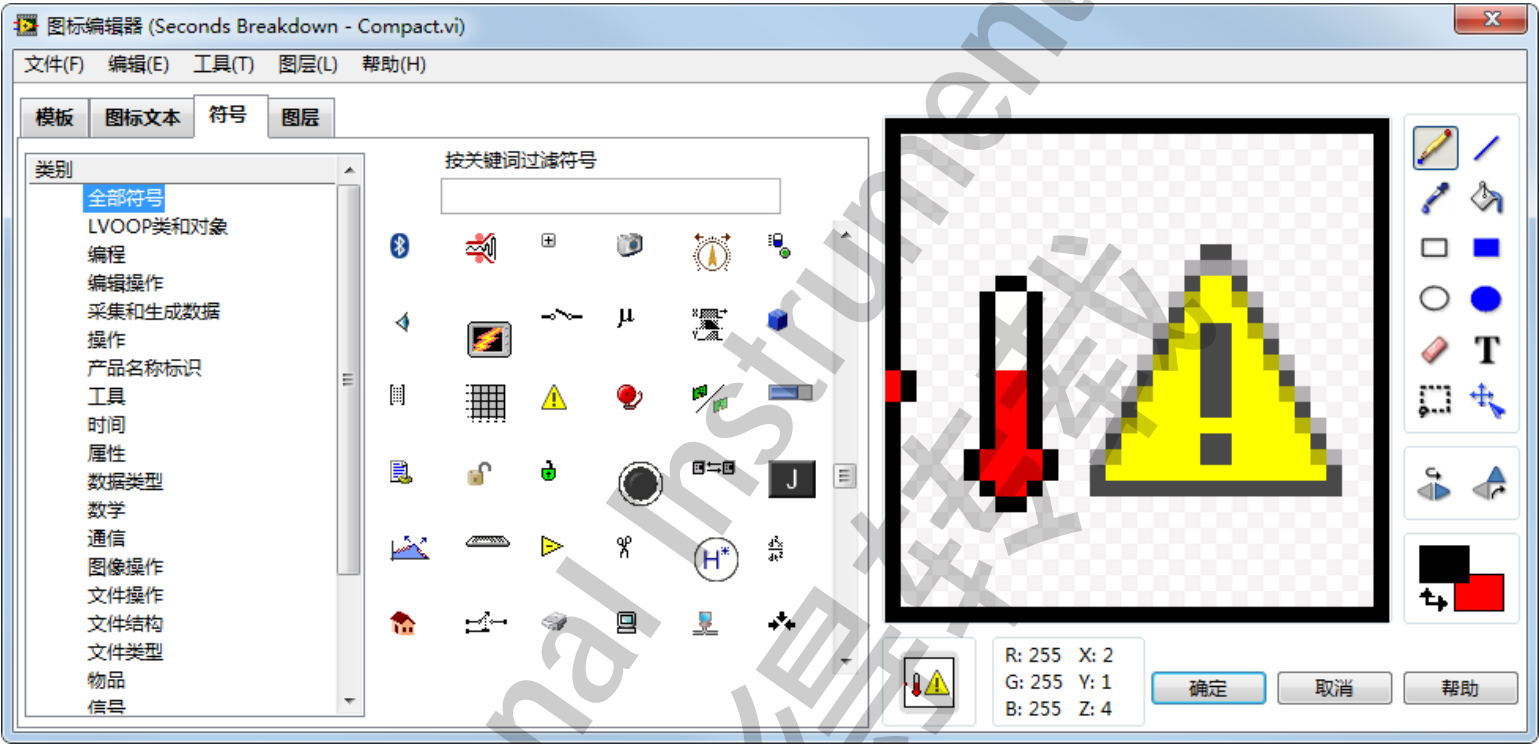 图标编辑器 (Seconds Breakdown - Compact.vi)
文件(F) 编辑(E) 工具(T) 图层(L) 帮助(H)
模板 图标文本 符号 图层
类别
全部符号
LVOOP类和对象
编程
编辑操作
采集和生成数据
操作
产品名称标识
工具
时间
属性
数据类型
数学
通信
图像操作
文件操作
文件结构
文件类型
物品
信号
按关键词过滤符号
μ
J
H*
T
R: 255 X: 2
G: 255 Y: 1
B: 255 Z: 4
确定 取消 帮助
nal Instrument
得转载